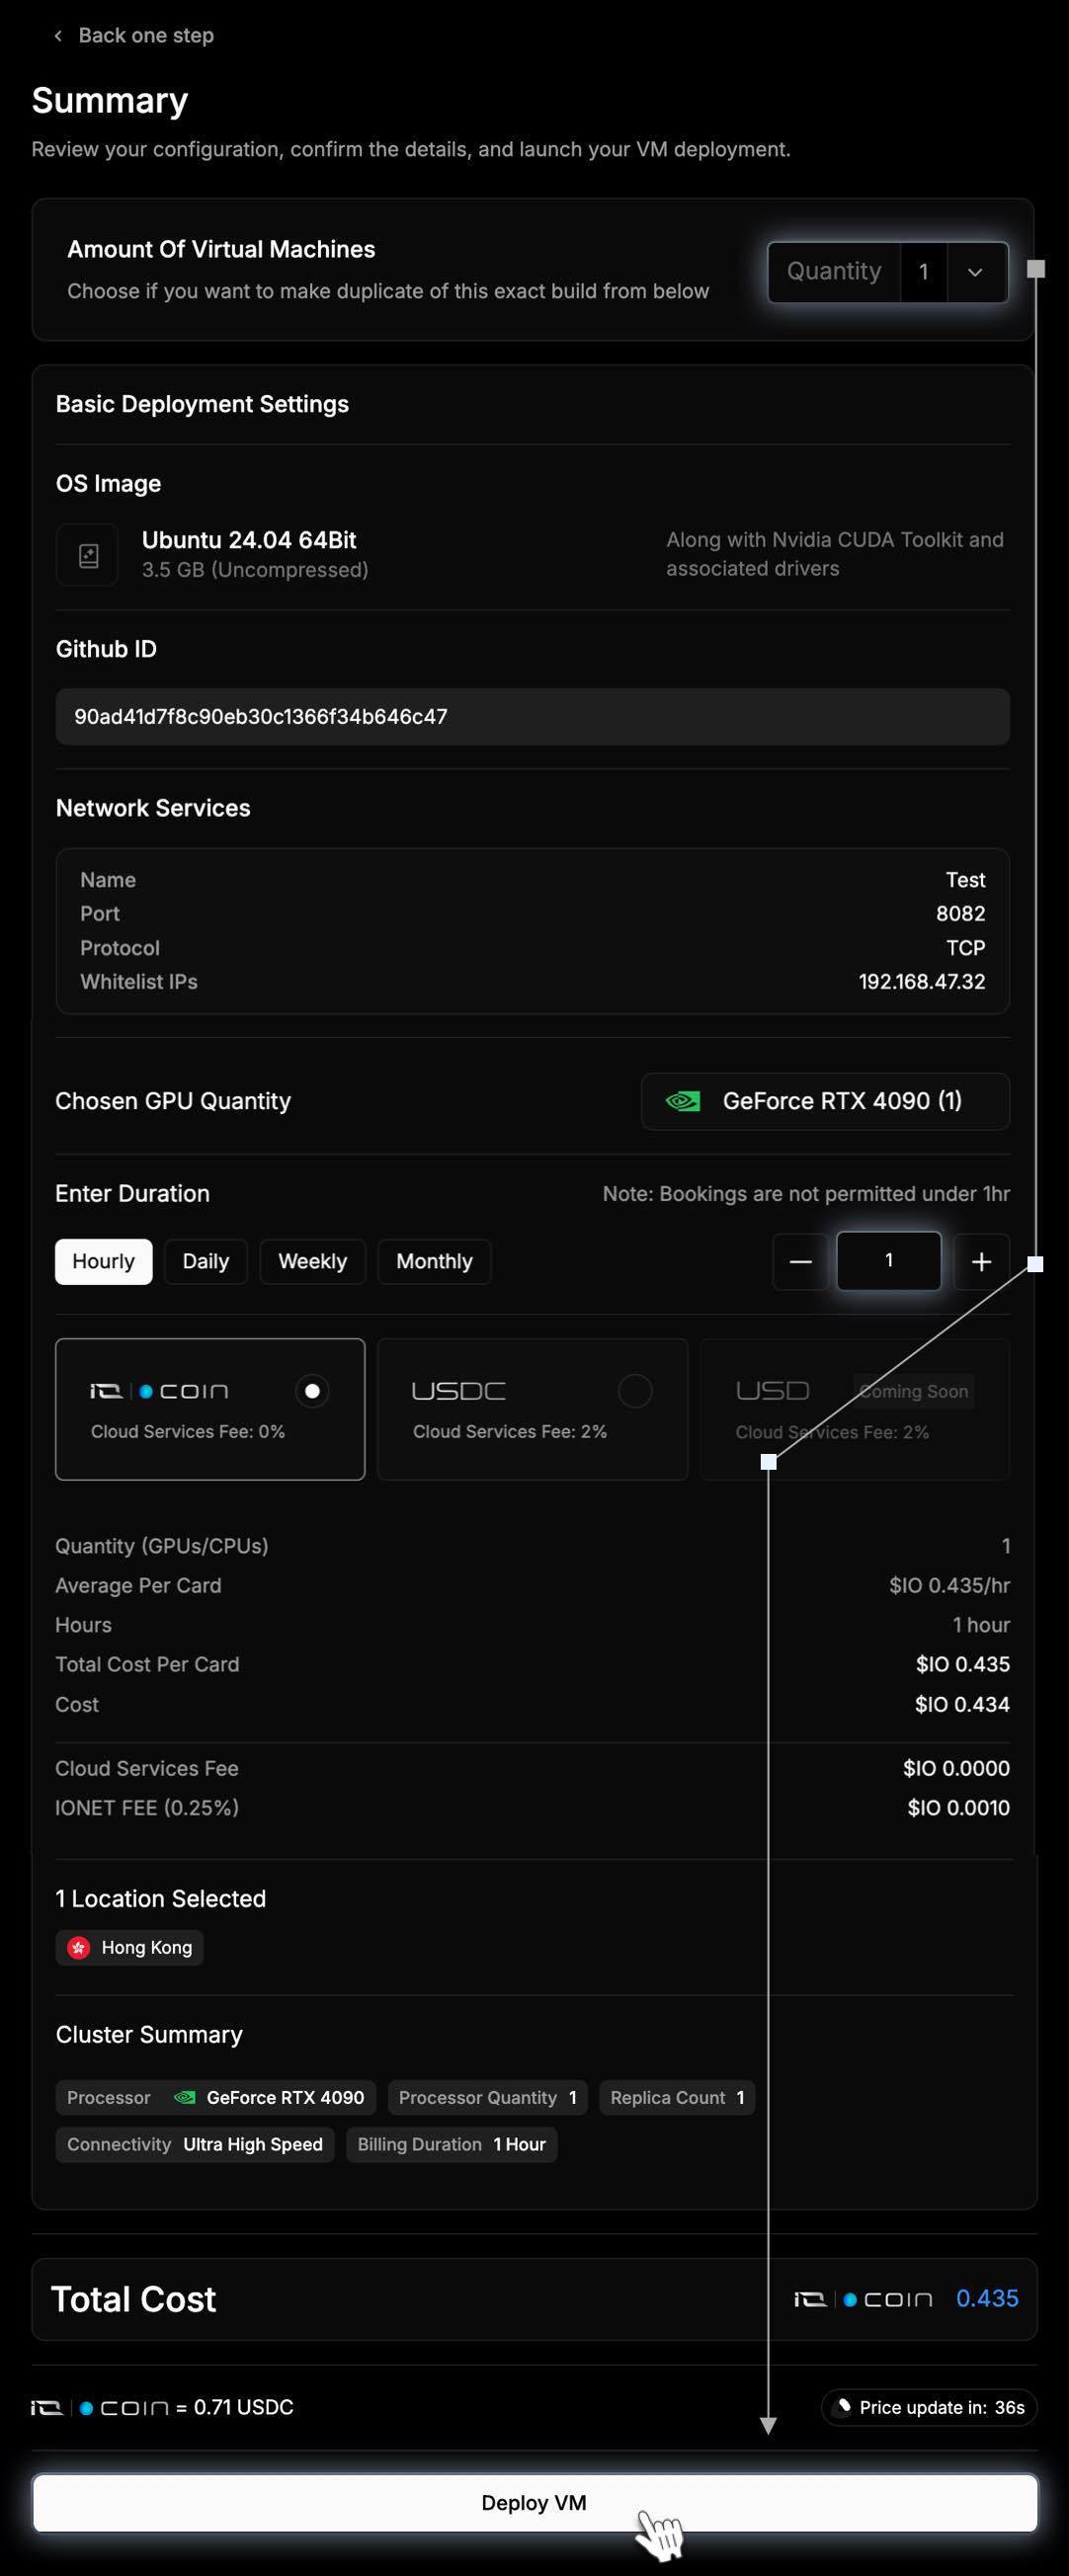 Back one step
Summary
Review your configuration, confirm the details, and launch your VM deployment.
Amount Of Virtual Machines
Choose if you want to make duplicate of this exact build from below
Quantity 1
Basic Deployment Settings
OS Image
Ubuntu 24.04 64Bit
3.5 GB (Uncompressed)
Along with Nvidia CUDA Toolkit and
associated drivers
Github ID
90ad41d7f8c90eb30c1366f34b646c47
Network Services
Name Test
Port 8082
Protocol TCP
Whitelist IPs 192.168.47.32
Chosen GPU Quantity GeForce RTX 4090 (1)
Enter Duration Note: Bookings are not permitted under 1hr
Hourly Daily Weekly Monthly — 1 +
IO | COIN
Cloud Services Fee: 0%
USDC
Cloud Services Fee: 2%
USD Coming Soon
Cloud Services Fee: 2%
Quantity (GPUs/CPUs) 1
Average Per Card $IO 0.435/hr
Hours 1 hour
Total Cost Per Card $IO 0.435
Cost $IO 0.434
Cloud Services Fee $IO 0.0000
IONET FEE (0.25%) $IO 0.0010
1 Location Selected
Hong Kong
Cluster Summary
Processor GeForce RTX 4090 Processor Quantity 1 Replica Count 1
Connectivity Ultra High Speed Billing Duration 1 Hour
Total Cost IO | COIN 0.435
IO | COIN = 0.71 USDC Price update in: 36s
Deploy VM